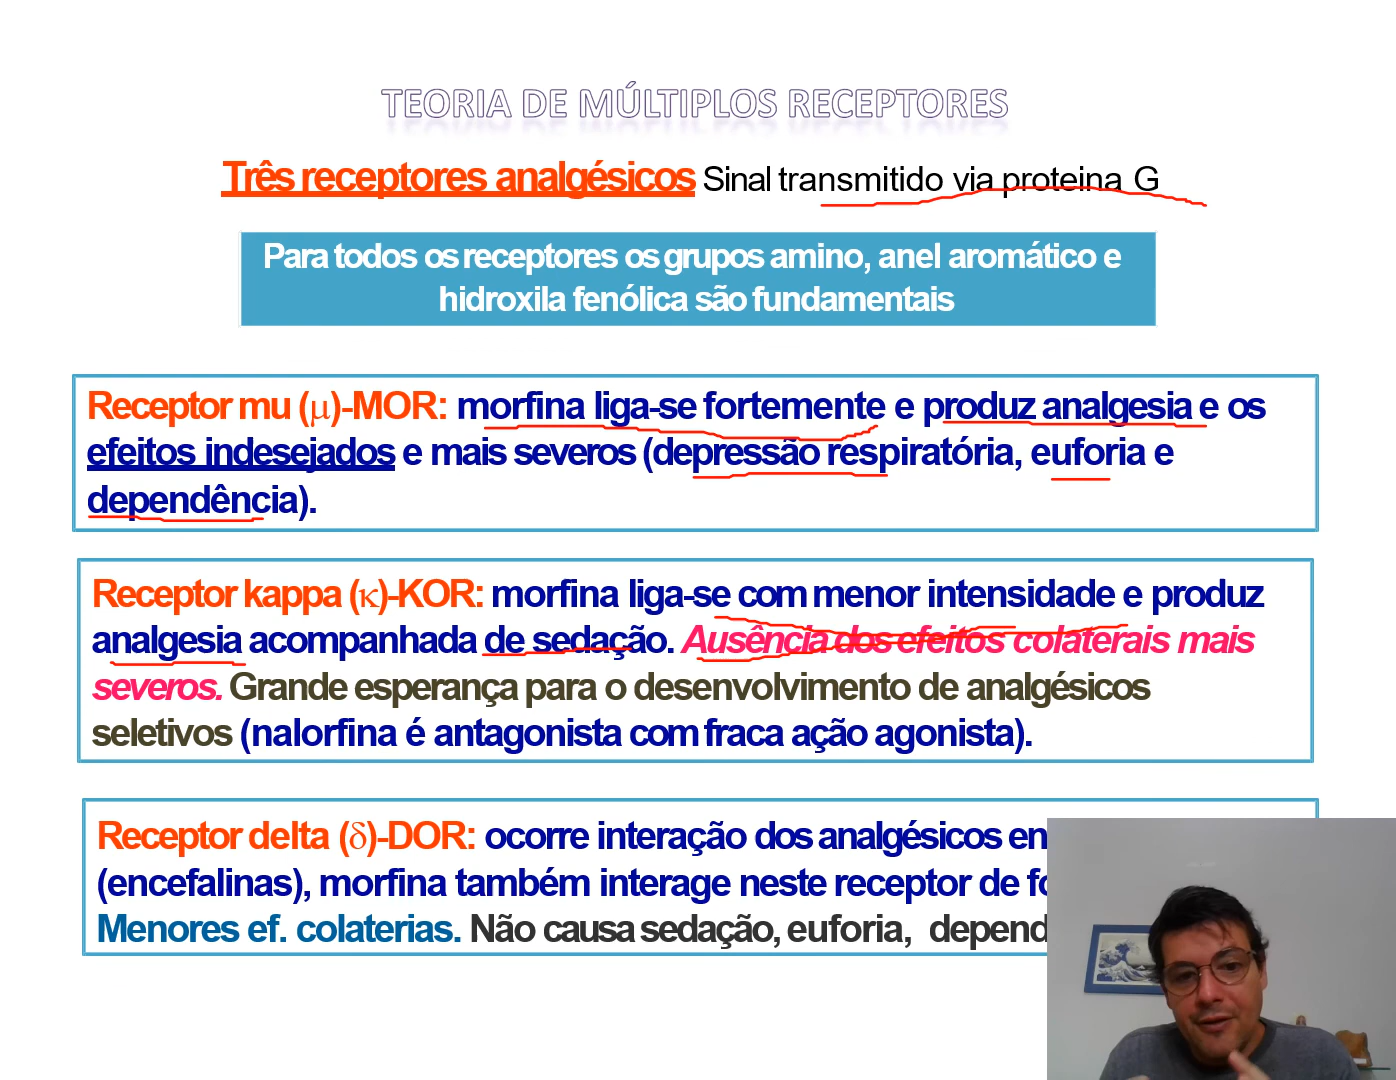 TEORIA DE MÚLTIPLOS RECEPTORES
Três receptores analgésicos Sinal transmitido via proteina G
Para todos os receptores os grupos amino, anel aromático e
hidroxila fenólica são fundamentais
Receptor mu (μ)-MOR: morfina liga-se fortemente e produz analgesia e os
efeitos indesejados e mais severos (depressão respiratória, euforia e
dependência).
Receptor kappa (κ)-KOR: morfina liga-se com menor intensidade e produz
analgesia acompanhada de sedação. Ausência dos efeitos colaterais mais
severos. Grande esperança para o desenvolvimento de analgésicos
seletivos (nalorfina é antagonista com fraca ação agonista).
Receptor delta (δ)-DOR: ocorre interação dos analgésicos
(encefalinas), morfina também interage neste receptor de
Menores ef. colaterias. Não causa sedação, euforia,